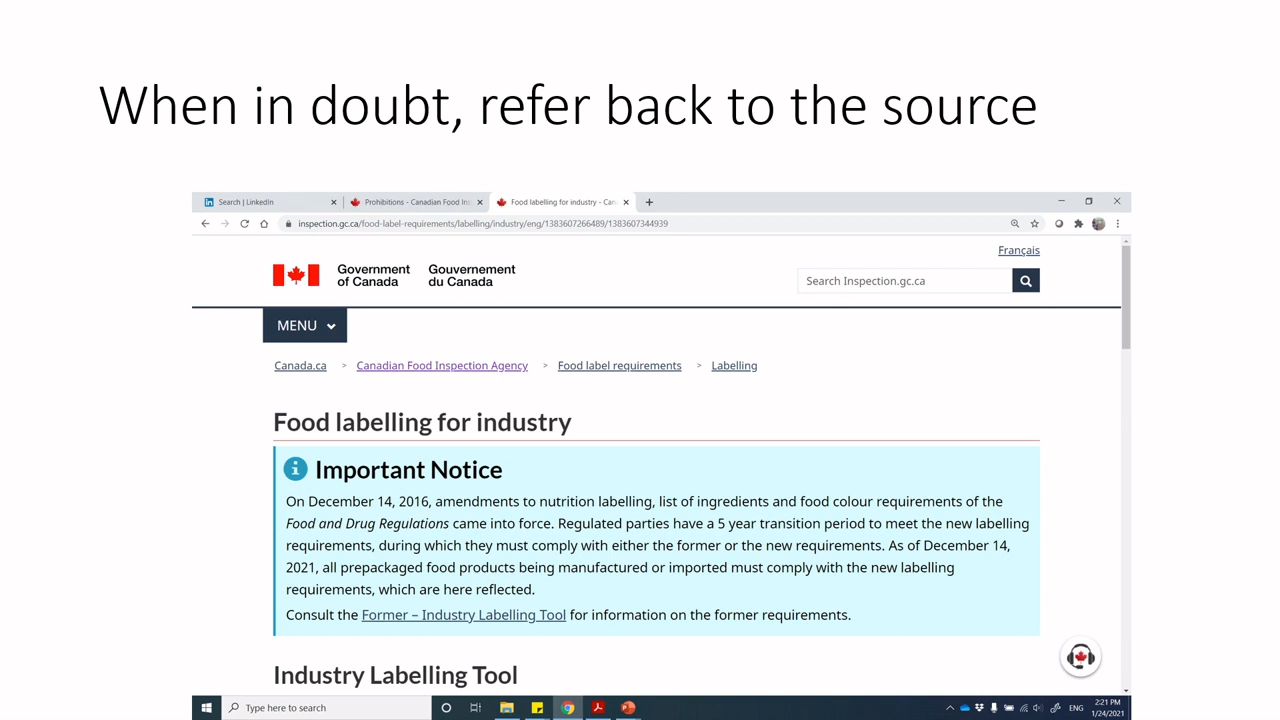 When in doubt, refer back to the source
Search | LinkedIn
Prohibitions - Canadian Food In
Food labelling for industry - Can
inspection.gc.ca/food-label-requirements/labelling/industry/eng/1383607266489/1383607344939
Français
Government of Canada
Gouvernement du Canada
Search Inspection.gc.ca
MENU
Canada.ca > Canadian Food Inspection Agency > Food label requirements > Labelling
Food labelling for industry
Important Notice
On December 14, 2016, amendments to nutrition labelling, list of ingredients and food colour requirements of the
Food and Drug Regulations came into force. Regulated parties have a 5 year transition period to meet the new labelling
requirements, during which they must comply with either the former or the new requirements. As of December 14,
2021, all prepackaged food products being manufactured or imported must comply with the new labelling
requirements, which are here reflected.
Consult the Former – Industry Labelling Tool for information on the former requirements.
Industry Labelling Tool
Type here to search
ENG
2:21 PM
1/24/2021